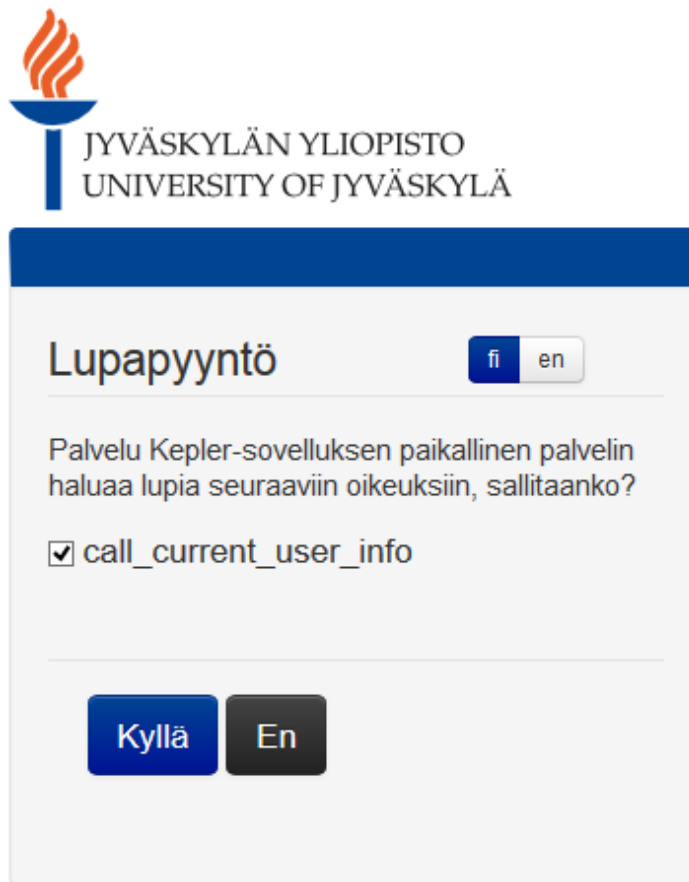 JYVÄSKYLÄN YLIOPISTO
UNIVERSITY OF JYVÄSKYLÄ
Lupapyyntö
fi en
Palvelu Kepler-sovelluksen paikallinen palvelin
haluaa lupia seuraaviin oikeuksiin, sallitaanko?
call_current_user_info
Kyllä En